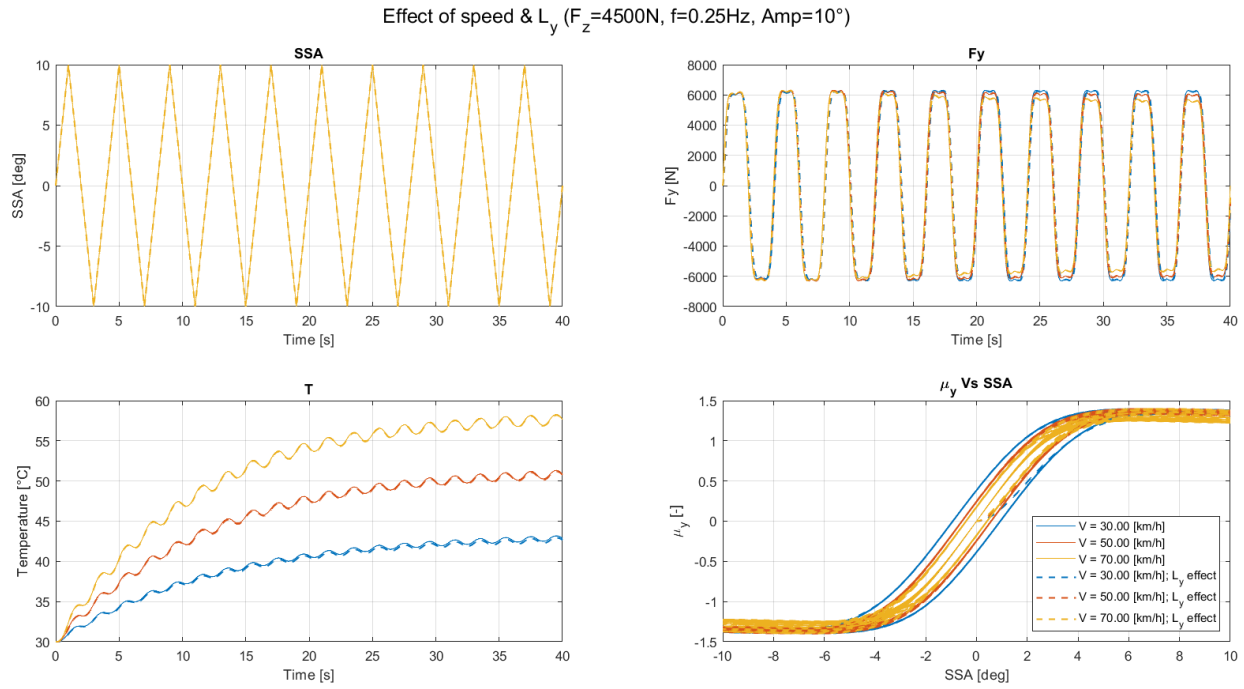 Effect of speed & L_y (F_z=4500N, f=0.25Hz, Amp=10°)
SSA
10
5
0
-5
-10
SSA [deg]
0 5 10 15 20 25 30 35 40
Time [s]
Fy
8000
6000
4000
2000
0
-2000
-4000
-6000
-8000
Fy [N]
0 5 10 15 20 25 30 35 40
Time [s]
T
60
55
50
45
40
35
30
Temperature [°C]
0 5 10 15 20 25 30 35 40
Time [s]
μ_y Vs SSA
1.5
1
0.5
0
-0.5
-1
-1.5
μ_y [-]
V = 30.00 [km/h]
V = 50.00 [km/h]
V = 70.00 [km/h]
V = 30.00 [km/h]; L_y effect
V = 50.00 [km/h]; L_y effect
V = 70.00 [km/h]; L_y effect
-10 -8 -6 -4 -2 0 2 4 6 8 10
SSA [deg]